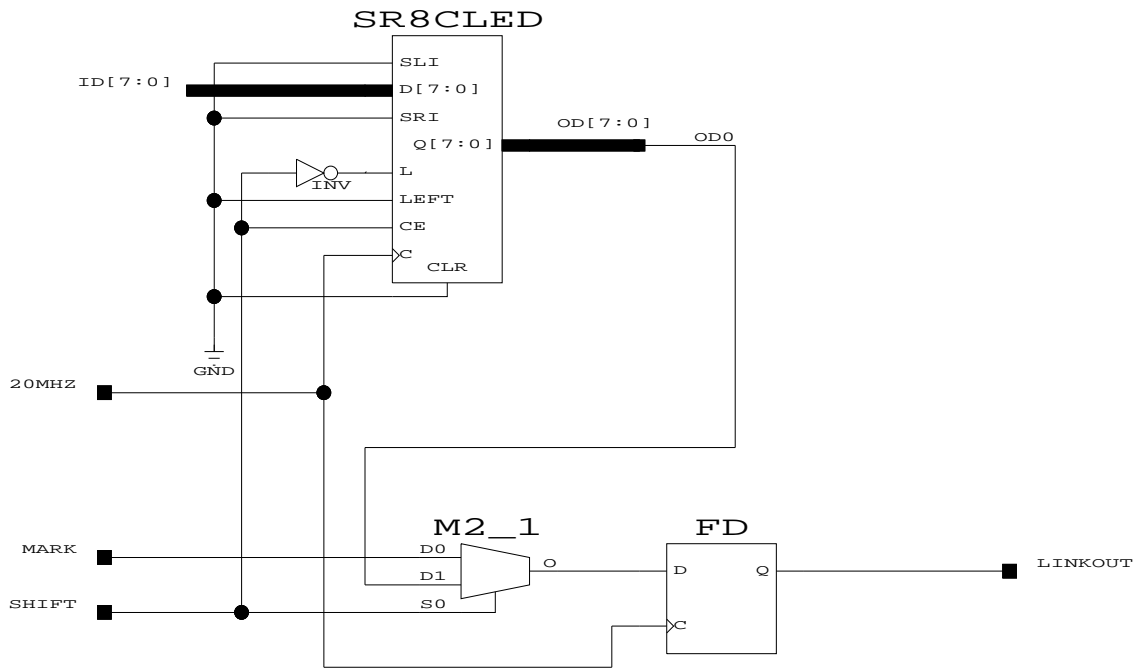 SR8CLED
SLI
ID[7:0]
D[7:0]
SRI
OD[7:0]
Q[7:0]
OD0
L
INV
LEFT
CE
C
CLR
GND
20MHZ
M2_1
FD
MARK
D0
O
D
Q
LINKOUT
D1
SHIFT
S0
C